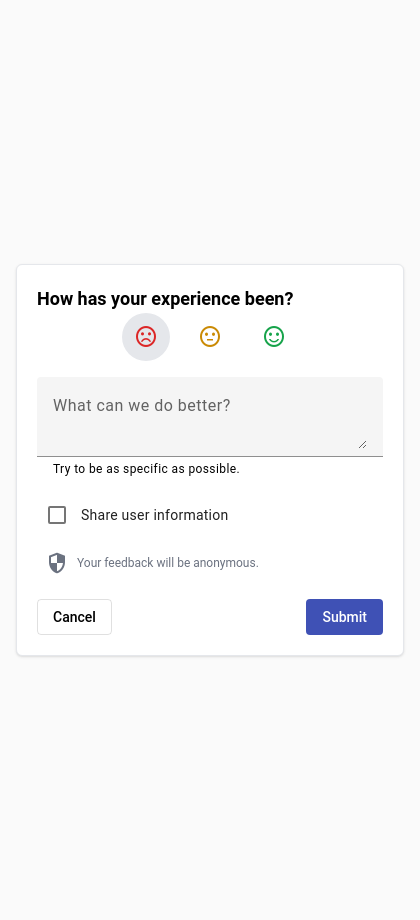 How has your experience been?
What can we do better?
Try to be as specific as possible.
Share user information
Your feedback will be anonymous.
Cancel
Submit